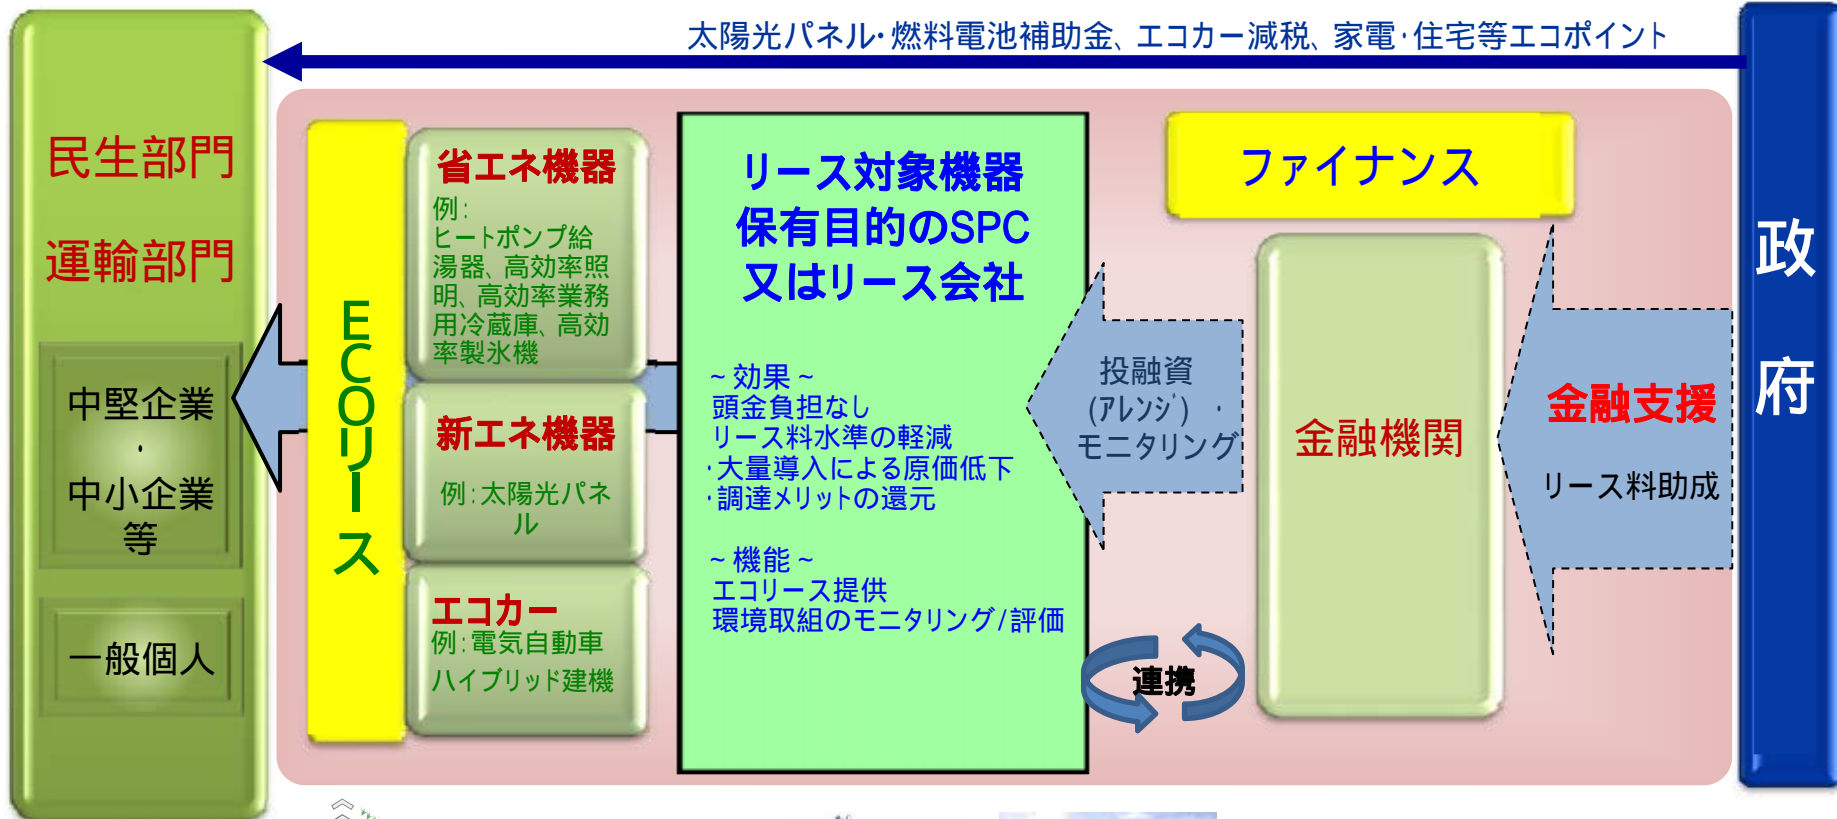 太陽光パネル・燃料電池補助金、エコカー減税、家電・住宅等エコポイント
民生部門
運輸部門
中堅企業
・
中小企業
等
一般個人
ECOリース
省エネ機器
例：
ヒートポンプ給
湯器、高効率照
明、高効率業務
用冷蔵庫、高効
率製氷機
新エネ機器
例：太陽光パネ
ル
エコカー
例：電気自動車
ハイブリッド建機
リース対象機器
保有目的のSPC
又はリース会社
~効果~
頭金負担なし
リース料水準の軽減
・大量導入による原価低下
・調達メリットの還元
~機能~
エコリース提供
環境取組のモニタリング/評価
投融資
(ｱﾚﾝｼﾞ)・
モニタリング
連携
ファイナンス
金融機関
金融支援
リース料助成
政府